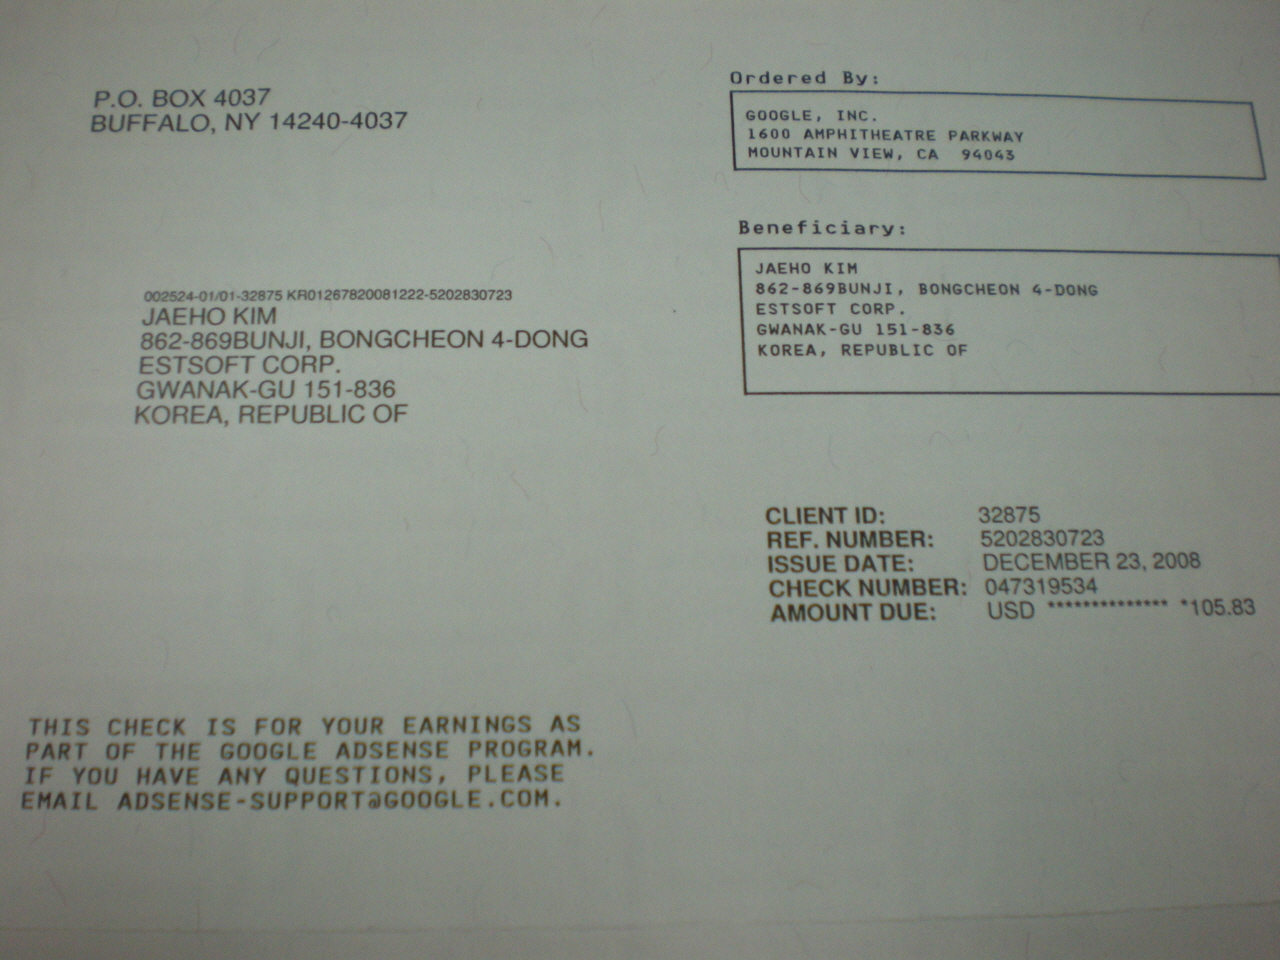 P.O. BOX 4037
BUFFALO, NY 14240-4037
Ordered By:
GOOGLE, INC.
1600 AMPHITHEATRE PARKWAY
MOUNTAIN VIEW, CA 94043
Beneficiary:
JAEHO KIM
862-869BUNJI, BONGCHEON 4-DONG
ESTSOFT CORP.
GWANAK-GU 151-836
KOREA, REPUBLIC OF
002524-01/01-32875 KR01267820081222-5202830723
JAEHO KIM
862-869BUNJI, BONGCHEON 4-DONG
ESTSOFT CORP.
GWANAK-GU 151-836
KOREA, REPUBLIC OF
CLIENT ID: 32875
REF. NUMBER: 5202830723
ISSUE DATE: DECEMBER 23, 2008
CHECK NUMBER: 047319534
AMOUNT DUE: USD ************** *105.83
THIS CHECK IS FOR YOUR EARNINGS AS
PART OF THE GOOGLE ADSENSE PROGRAM.
IF YOU HAVE ANY QUESTIONS, PLEASE
EMAIL ADSENSE-SUPPORT@GOOGLE.COM.